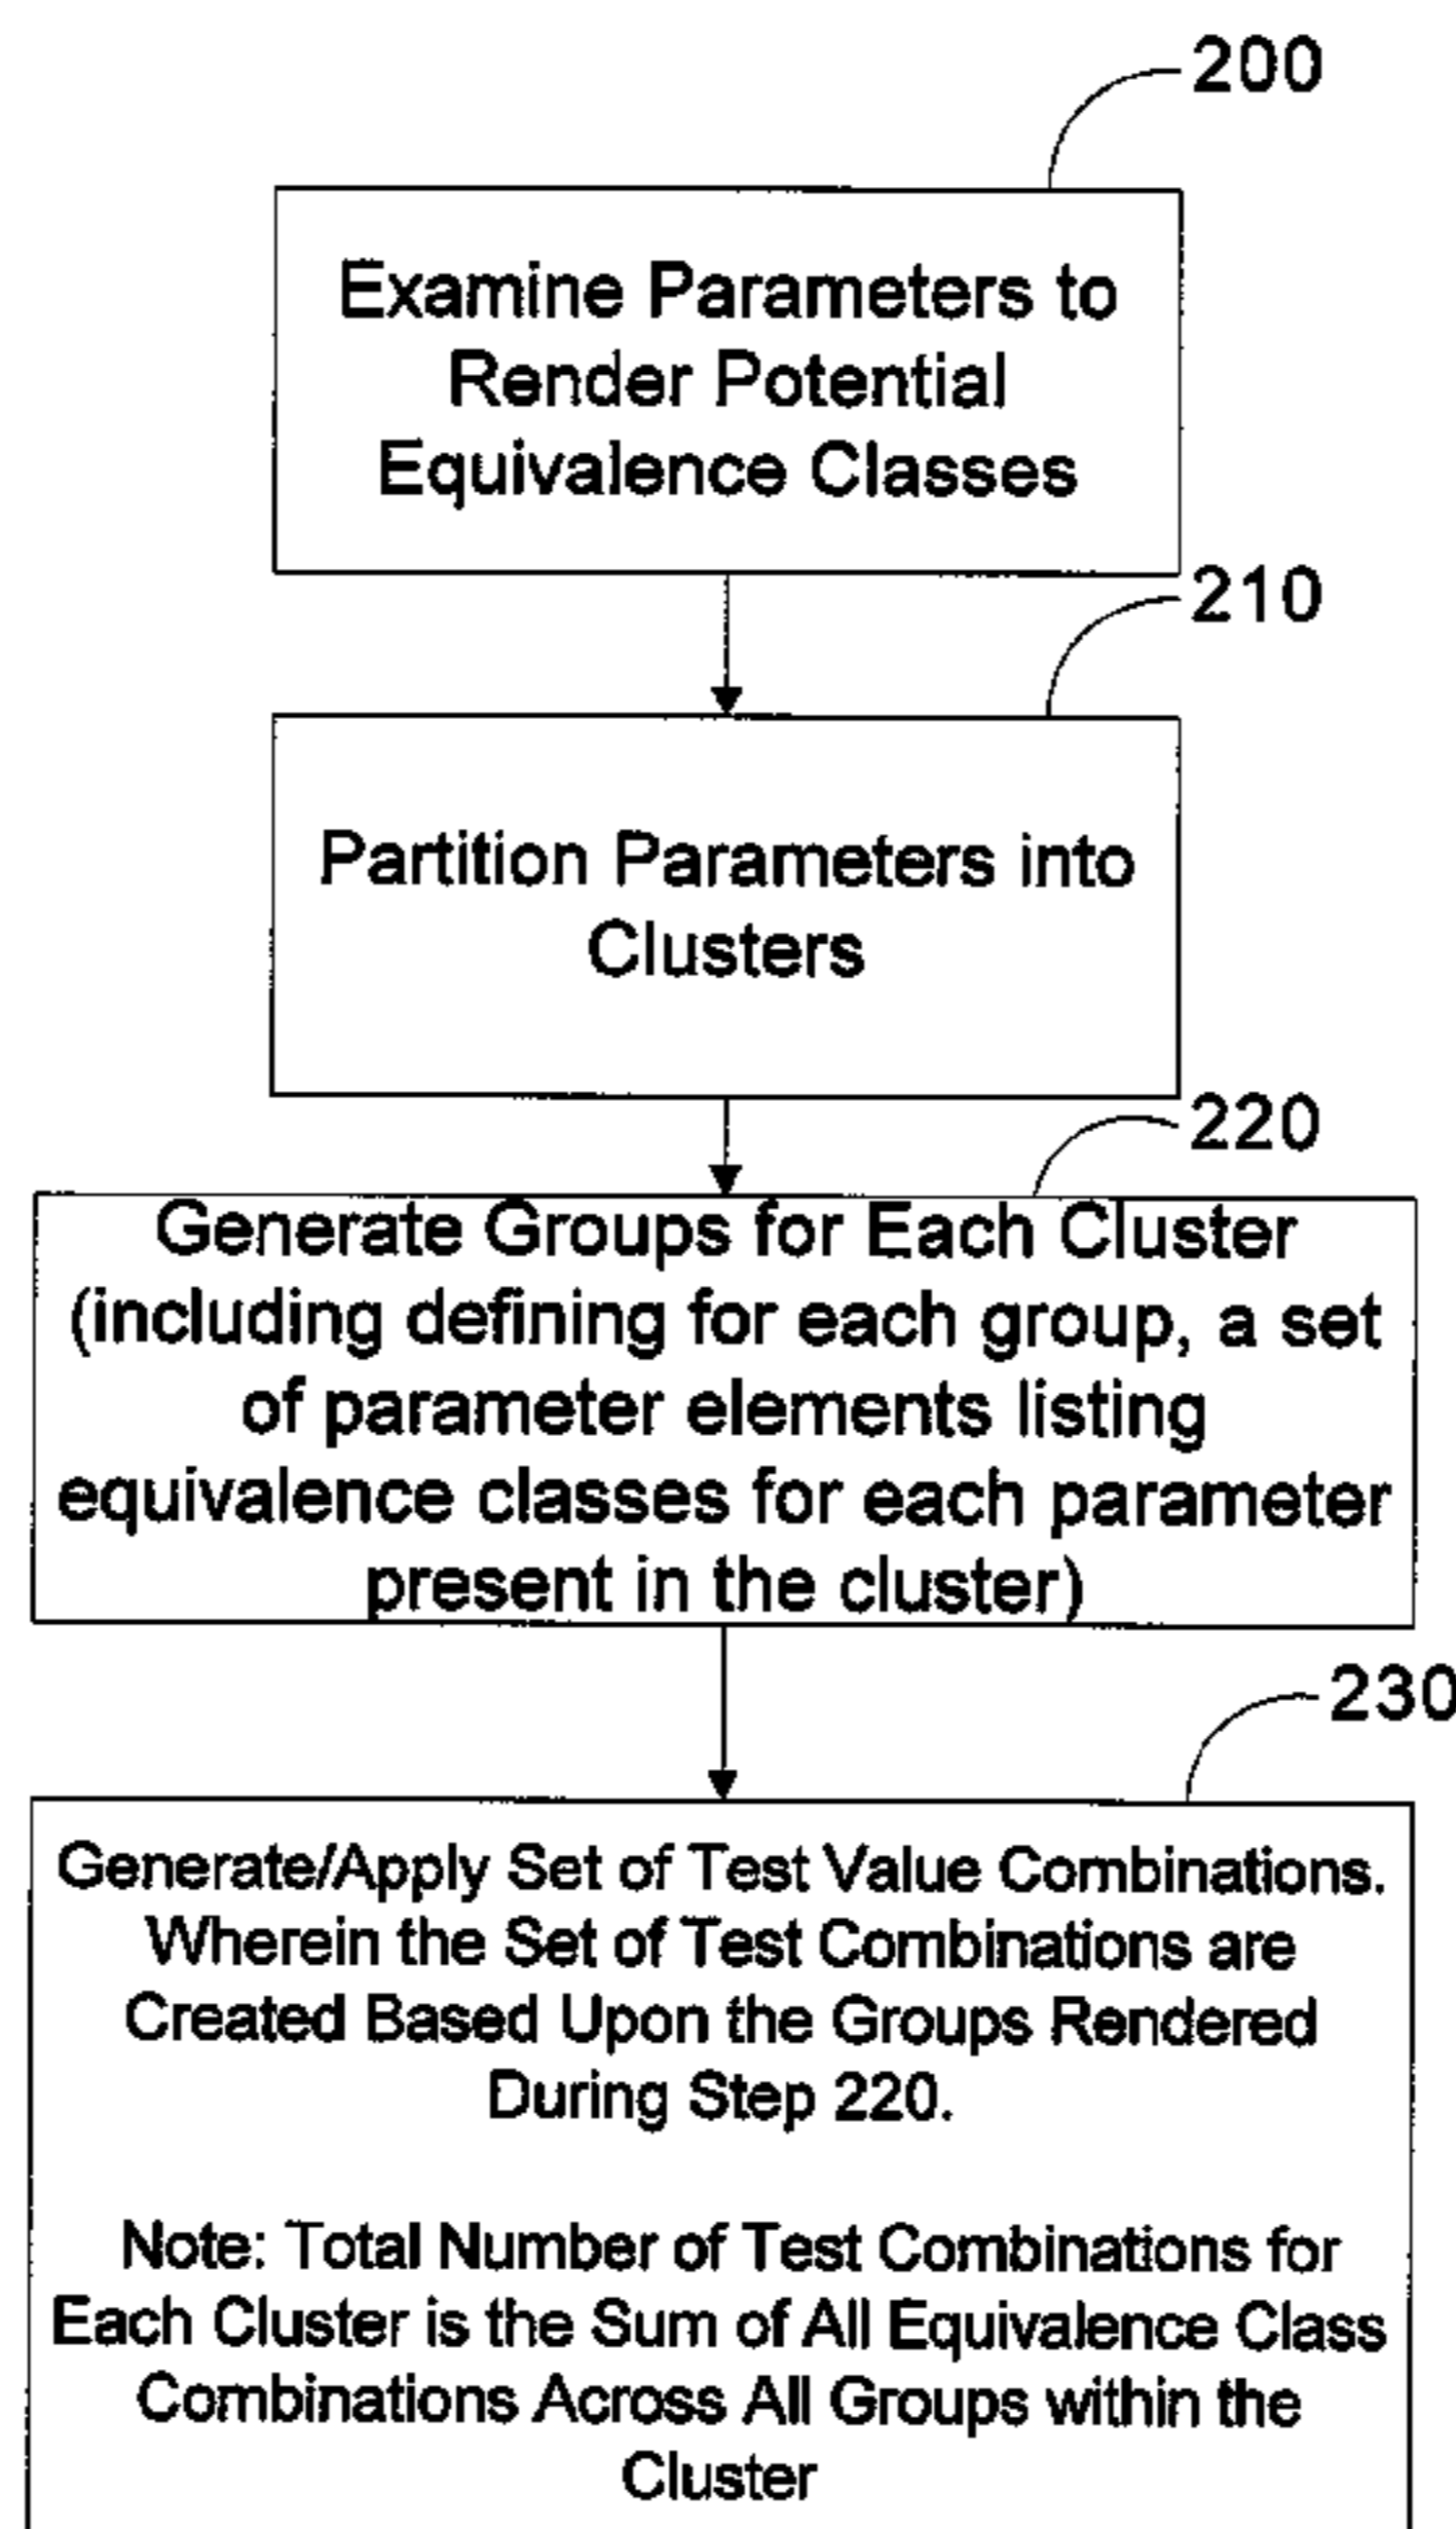 200
Examine Parameters to
Render Potential
Equivalence Classes
210
Partition Parameters into
Clusters
220
Generate Groups for Each Cluster
(including defining for each group, a set
of parameter elements listing
equivalence classes for each parameter
present in the cluster)
230
Generate/Apply Set of Test Value Combinations.
Wherein the Set of Test Combinations are
Created Based Upon the Groups Rendered
During Step 220.
Note: Total Number of Test Combinations for
Each Cluster is the Sum of All Equivalence Class
Combinations Across All Groups within the
Cluster